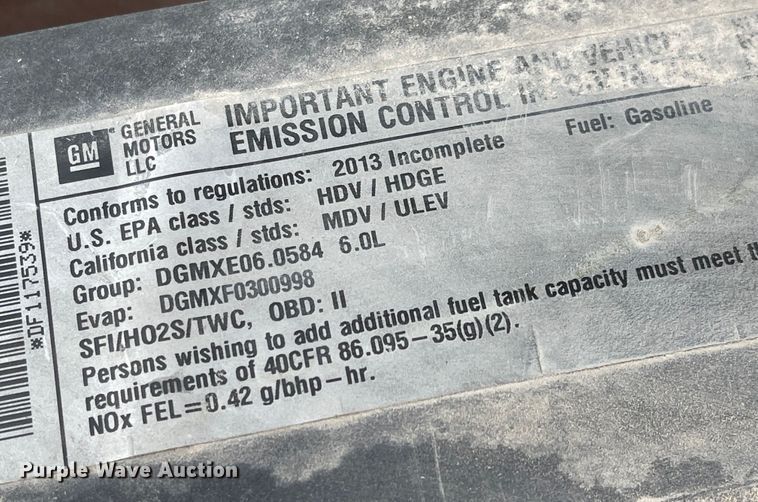 GM
GENERAL
MOTORS
LLC
IMPORTANT ENGINE AND VEHICL
EMISSION CONTROL
Conforms to regulations: 2013 Incomplete
Fuel: Gasoline
U.S. EPA class / stds: HDV / HDGE
California class / stds: MDV / ULEV
Group: DGMXE06.0584 6.0L
Evap: DGMXF0300998
SFI/HO2S/TWC, OBD: II
Persons wishing to add additional fuel tank capacity must meet
requirements of 40CFR 86.095-35(g)(2).
NOx FEL=0.42 g/bhp-hr.
*DF117539*
Purple Wave Auction